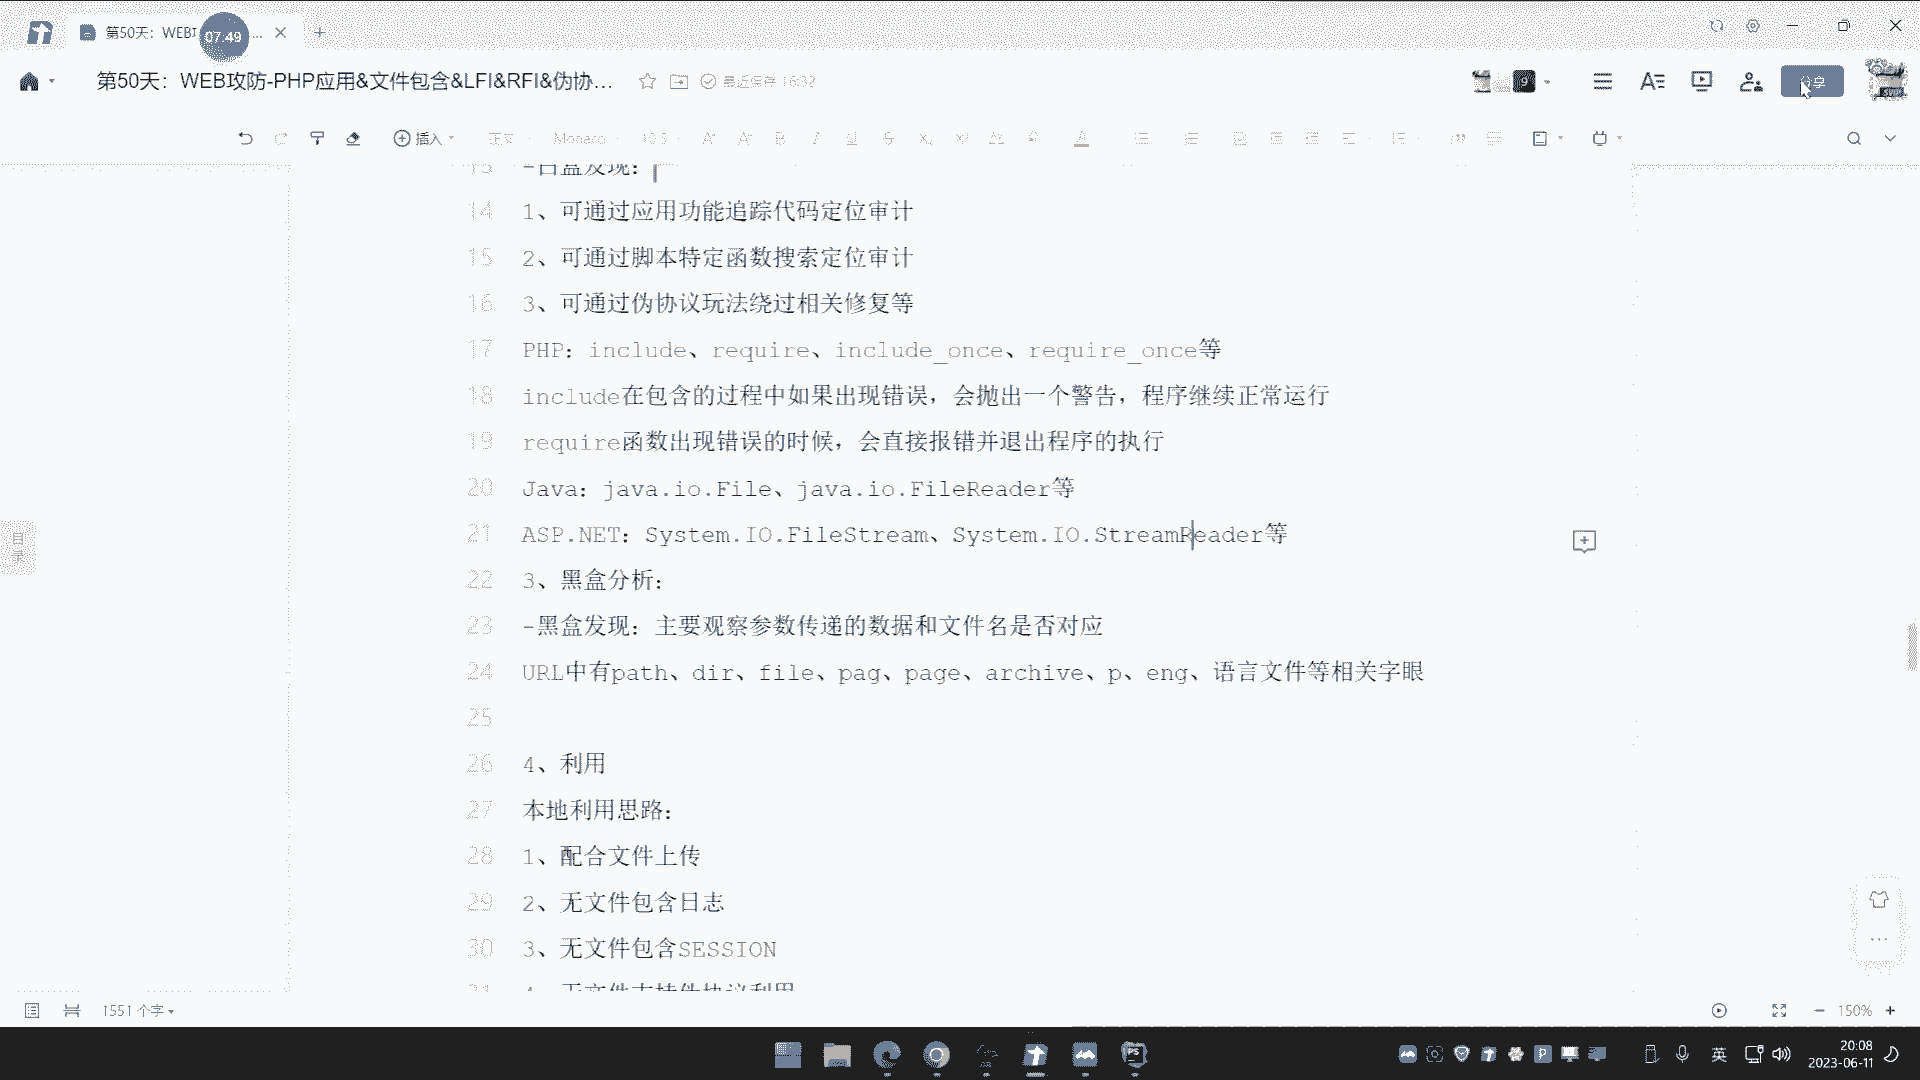 第50天：WEB
07:49
...
第50天：WEB攻防-PHP应用&文件包含&LFI&RFI&伪协...
最近保存 16:32
9
分享
插入
正文
Monaco
10.5
13 -白盒发现：
14 1、可通过应用功能追踪代码定位审计
15 2、可通过脚本特定函数搜索定位审计
16 3、可通过伪协议玩法绕过相关修复等
17 PHP：include、require、include_once、require_once等
18 include在包含的过程中如果出现错误，会抛出一个警告，程序继续正常运行
19 require函数出现错误的时候，会直接报错并退出程序的执行
20 Java：java.io.File、java.io.FileReader等
21 ASP.NET：System.IO.FileStream、System.IO.StreamReader等
22 3、黑盒分析：
23 -黑盒发现：主要观察参数传递的数据和文件名是否对应
24 URL中有path、dir、file、pag、page、archive、p、eng、语言文件等相关字眼
25
26 4、利用
27 本地利用思路：
28 1、配合文件上传
29 2、无文件包含日志
30 3、无文件包含SESSION
31 4、无文件支持伪协议利用
目录
1551 个字
150%
英
20:08
2023-06-11